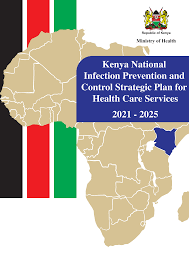 Republic of Kenya
Ministry of Health
Kenya National
Infection Prevention and
Control Strategic Plan for
Health Care Services
2021 - 2025